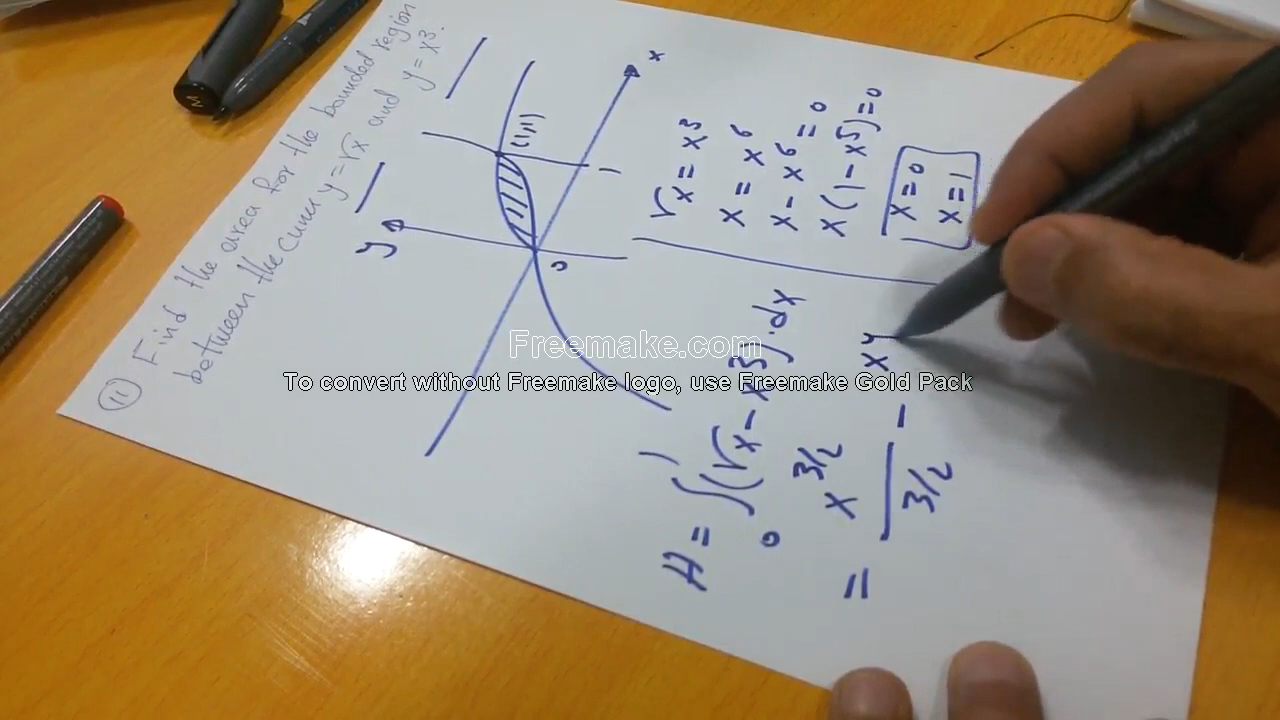 11 Find the area for the bounded region
between the curves y = √x and y = x³.
y
x
(1,1)
1
0
√x = x³
x = x⁶
x - x⁶ = 0
x(1 - x⁵) = 0
x = 0
x = 1
A = ∫₀¹ (√x - x³).dx
= x^3/2 / 3/2 - x⁴
Freemake.com
To convert without Freemake logo, use Freemake Gold Pack
M